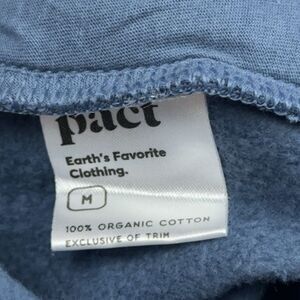 pact
Earth's Favorite
Clothing.
M
100% ORGANIC COTTON
EXCLUSIVE OF TRIM